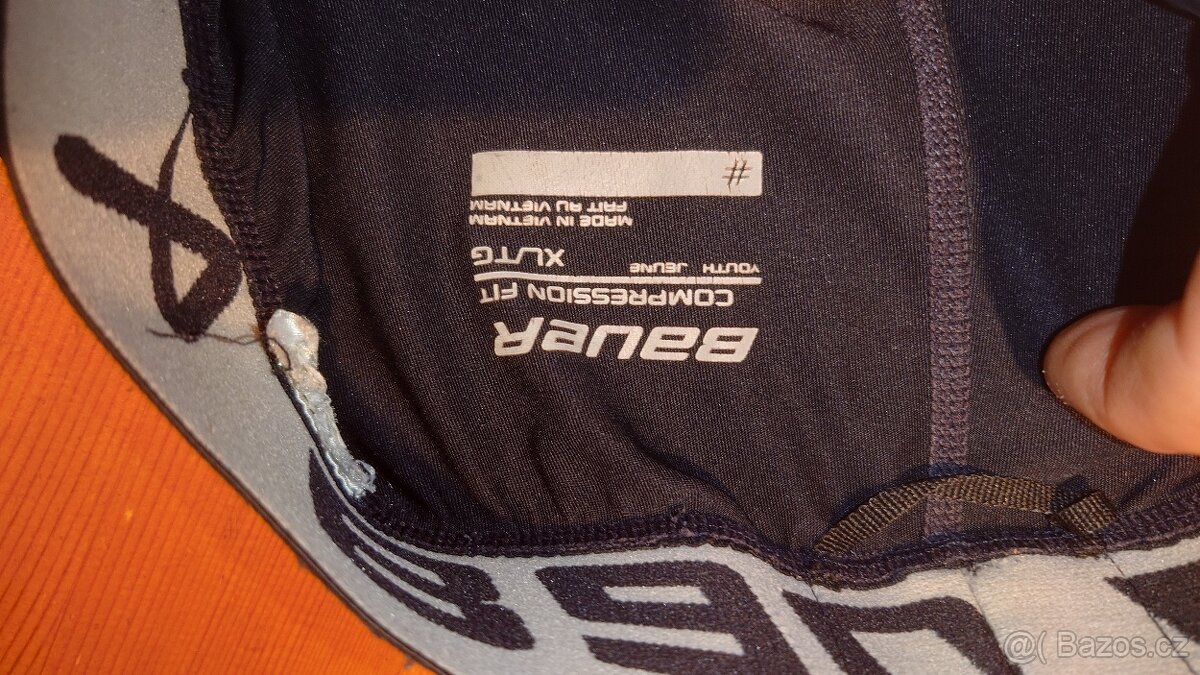 BAUER
COMPRESSION FIT
YOUTH JEUNE XL/TG
MADE IN VIETNAM
FAIT AU VIETNAM
#
Bazos.cz